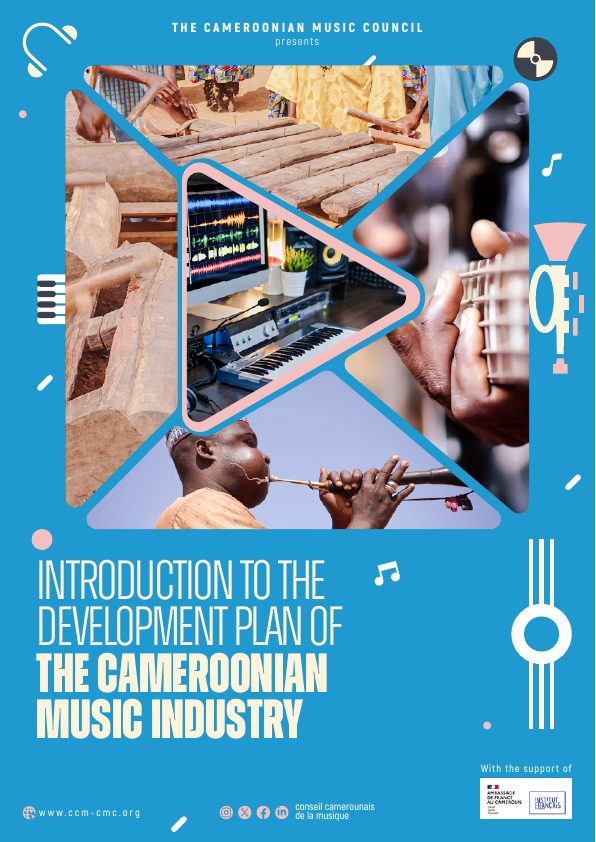 THE CAMEROONIAN MUSIC COUNCIL
presents
INTRODUCTION TO THE
DEVELOPMENT PLAN OF
THE CAMEROONIAN
MUSIC INDUSTRY
With the support of
AMBASSADE
DE FRANCE
AU CAMEROUN
INSTITUT
FRANÇAIS
www.ccm-cmc.org
conseil camerounais
de la musique